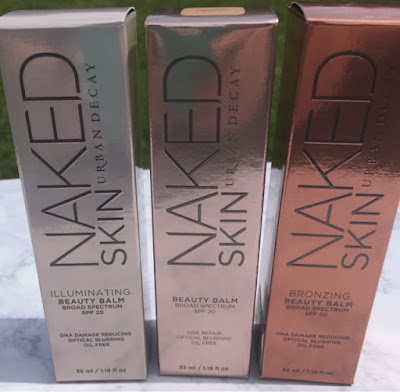 NAKED
SKIN
URBAN DECAY
ILLUMINATING
BEAUTY BALM
BROAD SPECTRUM
SPF 20
DNA DAMAGE REDUCING
OPTICAL BLURRING
OIL FREE
35 ml / 1.18 fl oz
NAKED
SKIN
URBAN DECAY
BEAUTY BALM
BROAD SPECTRUM
SPF 20
DNA REPAIR
OPTICAL BLURRING
OIL FREE
35 ml / 1.18 fl oz
NAKED
SKIN
URBAN DECAY
BRONZING
BEAUTY BALM
BROAD SPECTRUM
SPF 20
DNA DAMAGE REDUCING
OPTICAL BLURRING
OIL FREE
35 ml / 1.18 fl oz